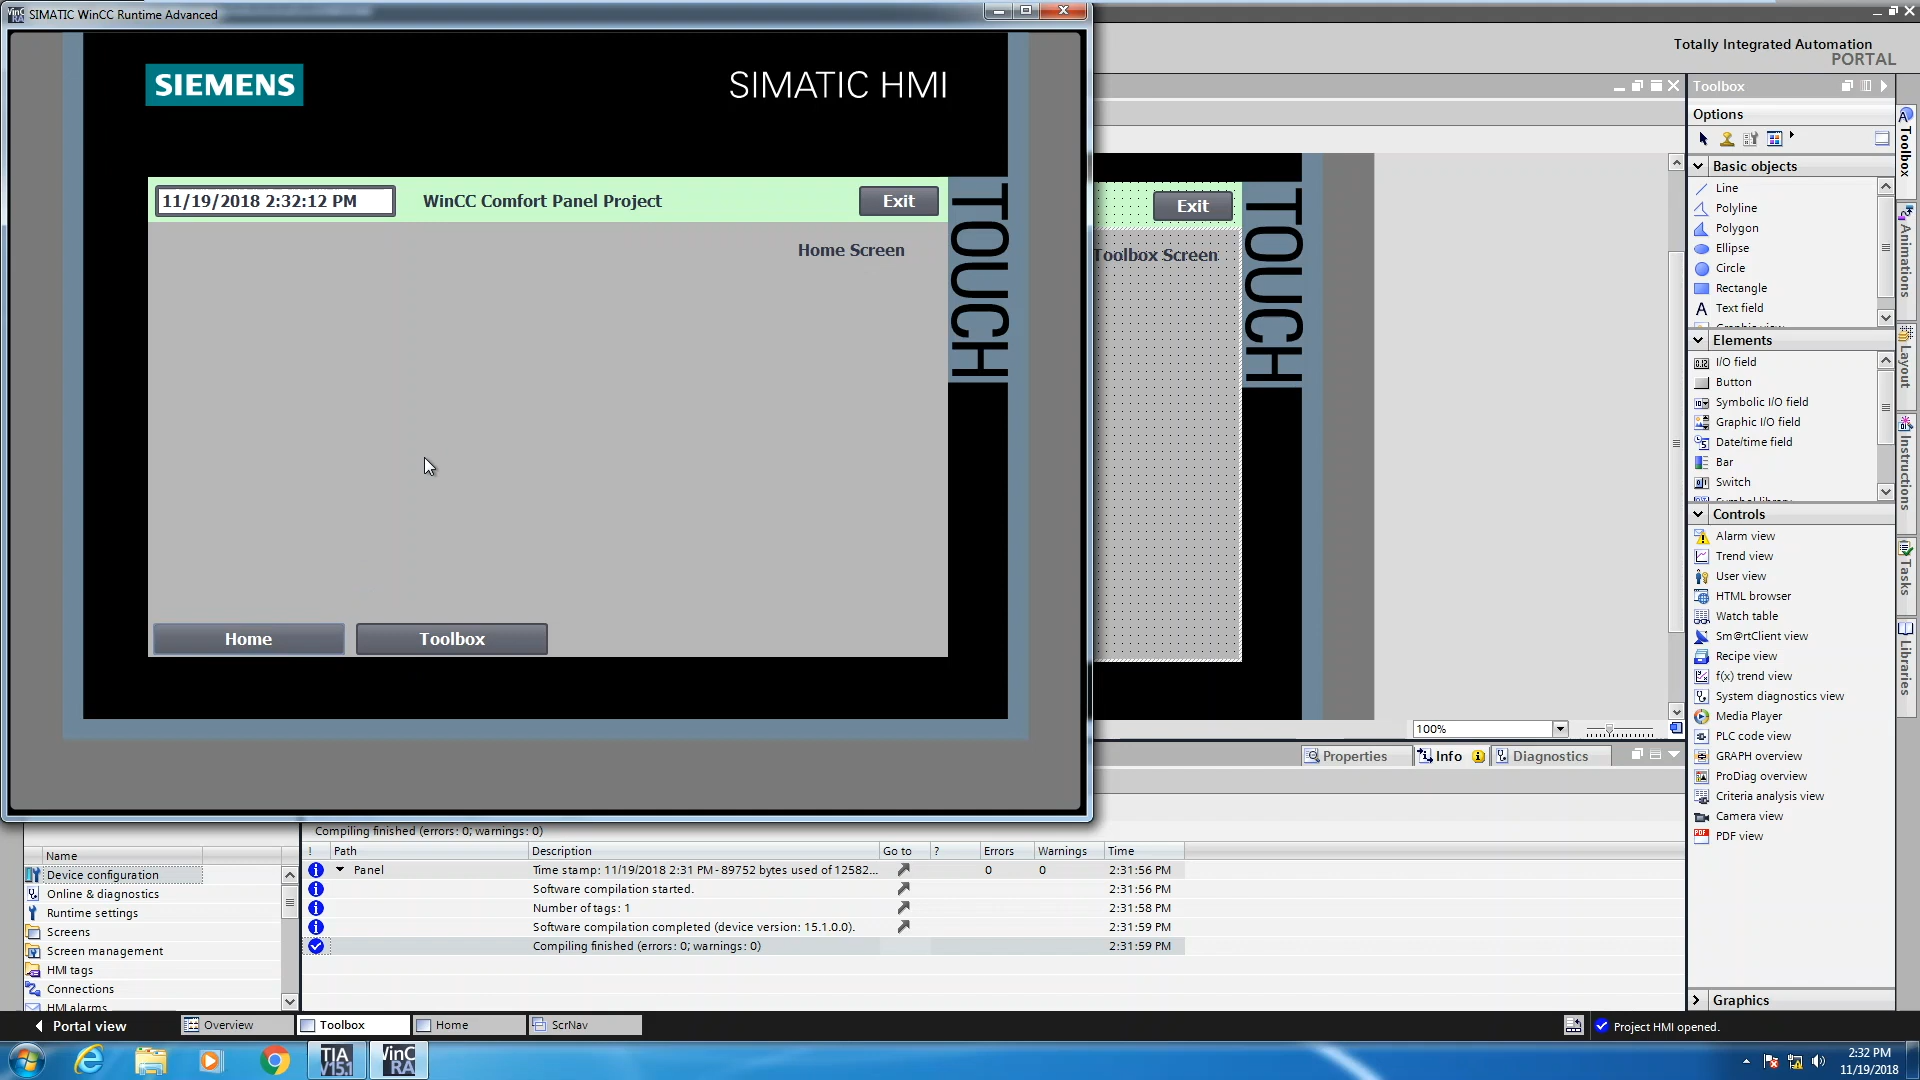 SIMATIC WinCC Runtime Advanced
Totally Integrated Automation
PORTAL
SIEMENS
SIMATIC HMI
11/19/2018 2:32:12 PM
WinCC Comfort Panel Project
Exit
Home Screen
TOUCH
Home
Toolbox
Exit
Toolbox Screen
TOUCH
100%
Properties
Info
Diagnostics
Toolbox
Options
Basic objects
Line
Polyline
Polygon
Ellipse
Circle
Rectangle
Text field
Elements
I/O field
Button
Symbolic I/O field
Graphic I/O field
Date/time field
Bar
Switch
Controls
Alarm view
Trend view
User view
HTML browser
Watch table
Sm@rtClient view
Recipe view
f(x) trend view
System diagnostics view
Media Player
PLC code view
GRAPH overview
ProDiag overview
Criteria analysis view
Camera view
PDF view
Graphics
Toolbox
Animations
Layout
Instructions
Tasks
Libraries
Compiling finished (errors: 0; warnings: 0)
! Path Description Go to ? Errors Warnings Time
Panel Time stamp: 11/19/2018 2:31 PM - 89752 bytes used of 12582... 0 0 2:31:56 PM
Software compilation started. 2:31:56 PM
Number of tags: 1 2:31:58 PM
Software compilation completed (device version: 15.1.0.0). 2:31:59 PM
Compiling finished (errors: 0; warnings: 0) 2:31:59 PM
Name
Device configuration
Online & diagnostics
Runtime settings
Screens
Screen management
HMI tags
Connections
HMI alarms
Portal view
Overview
Toolbox
Home
ScrNav
Project HMI opened.
TIA
V15.1
WinC
RA
2:32 PM
11/19/2018